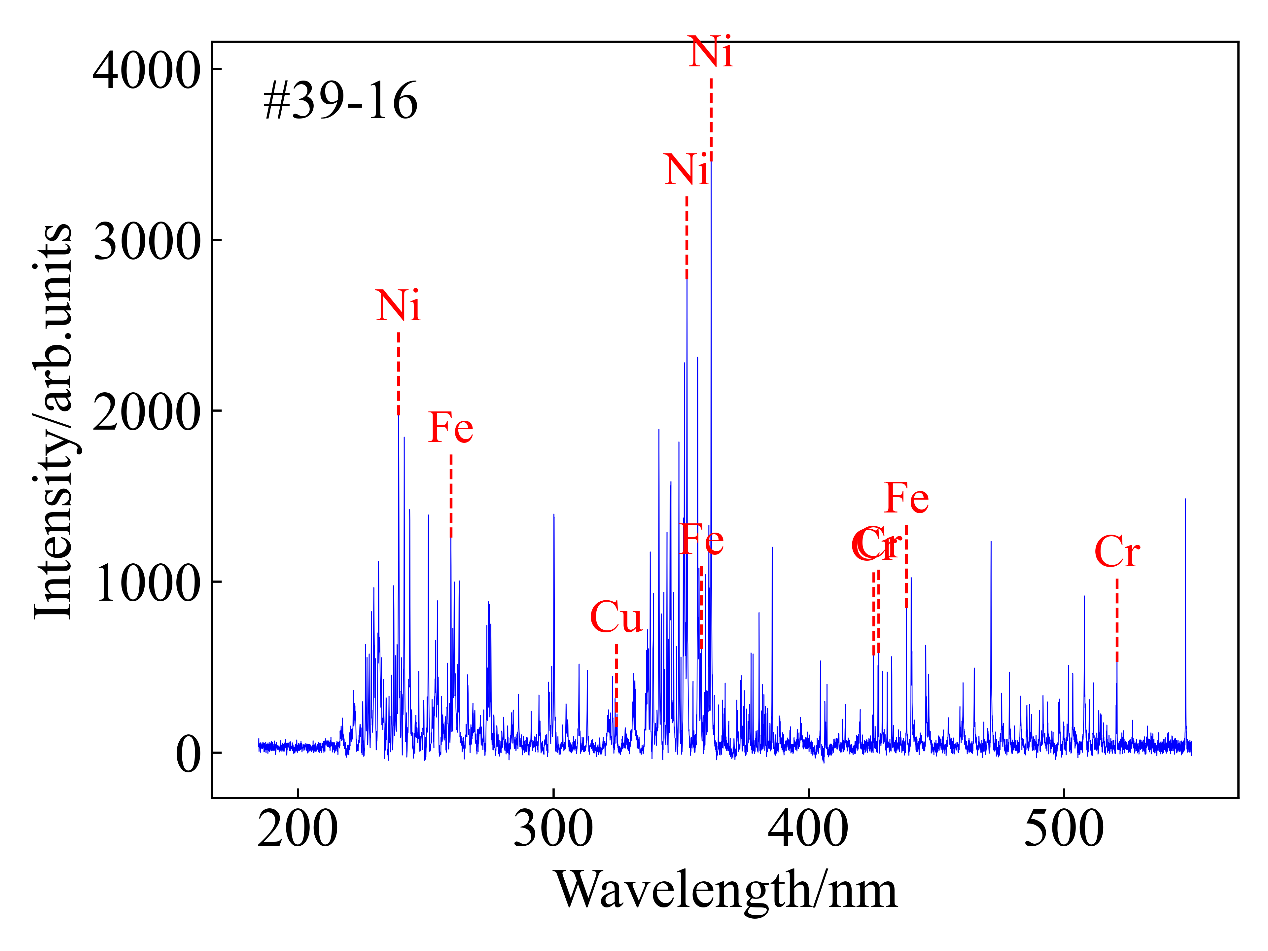 #39-16
Ni
Ni
Ni
Fe
Cu
Fe
Cr
Cr
Fe
Cr
4000
3000
2000
1000
0
200
300
400
500
Intensity/arb.units
Wavelength/nm